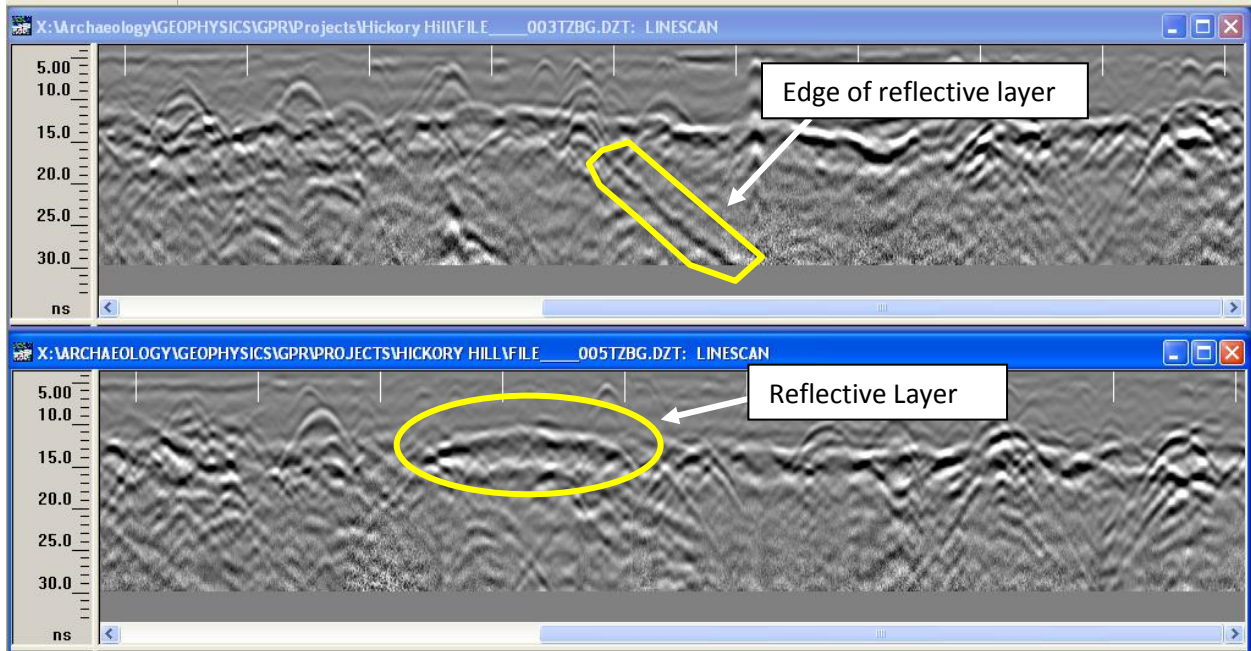 X:\Archaeology\GEOPHYSICS\GPR\Projects\Hickory Hill\FILE____003TZBG.DZT: LINESCAN
5.00
10.0
15.0
20.0
25.0
30.0
ns
Edge of reflective layer
X:\ARCHAEOLOGY\GEOPHYSICS\GPR\PROJECTS\HICKORY HILL\FILE____005TZBG.DZT: LINESCAN
5.00
10.0
15.0
20.0
25.0
30.0
ns
Reflective Layer